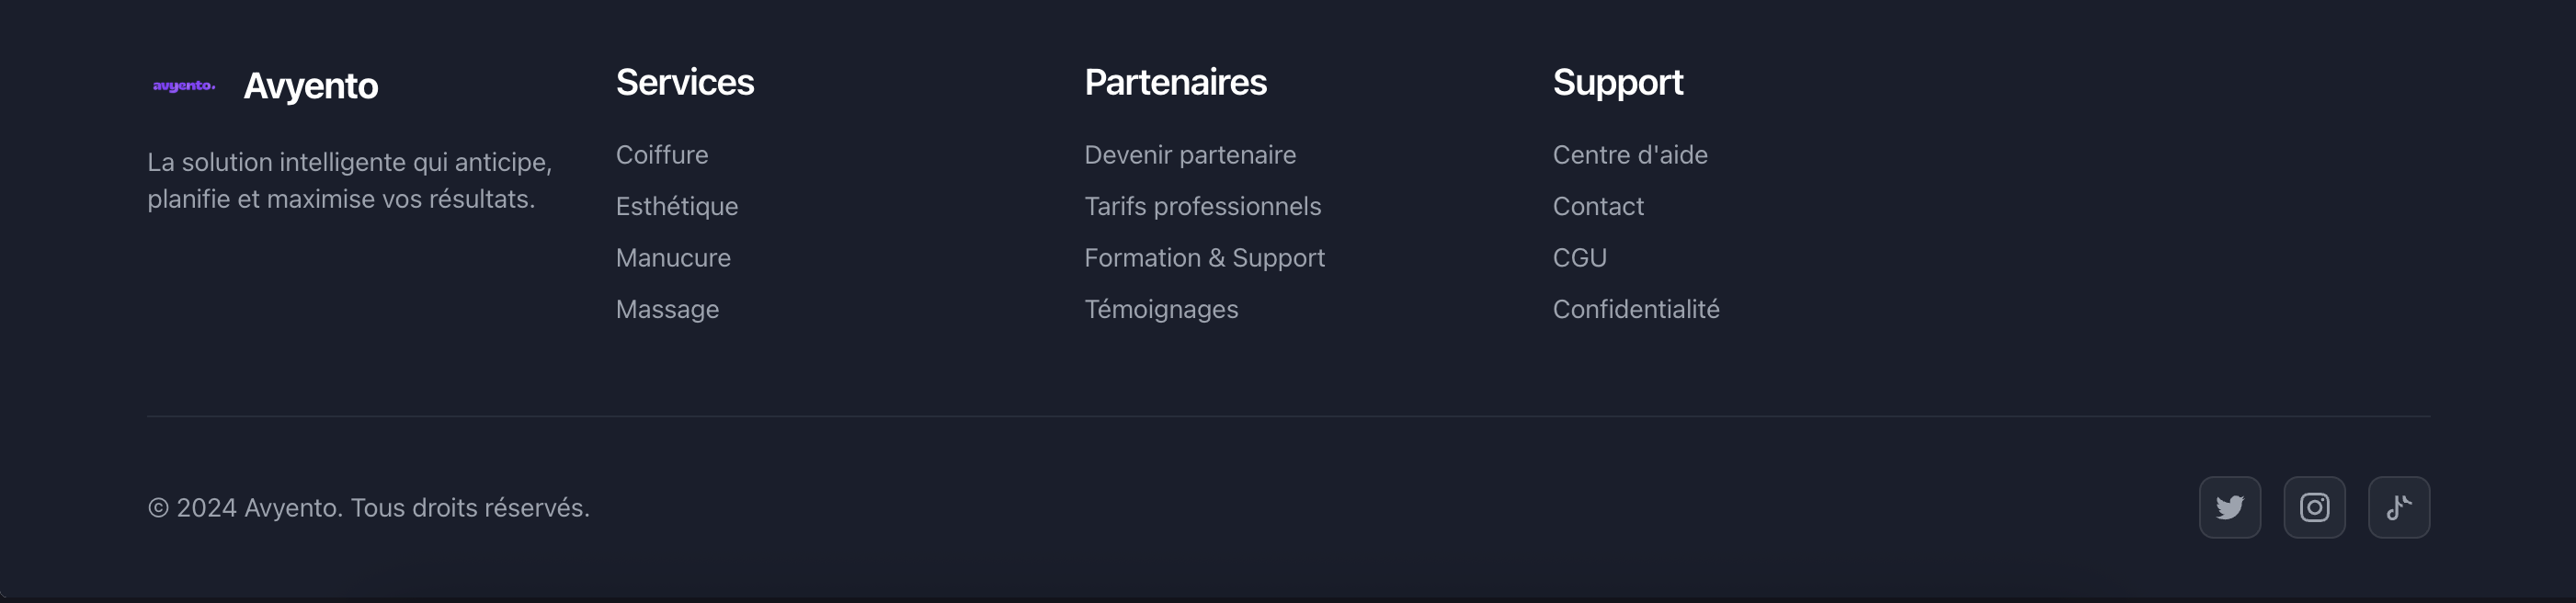 avyento.
Avyento
La solution intelligente qui anticipe,
planifie et maximise vos résultats.
Services
Coiffure
Esthétique
Manucure
Massage
Partenaires
Devenir partenaire
Tarifs professionnels
Formation & Support
Témoignages
Support
Centre d'aide
Contact
CGU
Confidentialité
© 2024 Avyento. Tous droits réservés.